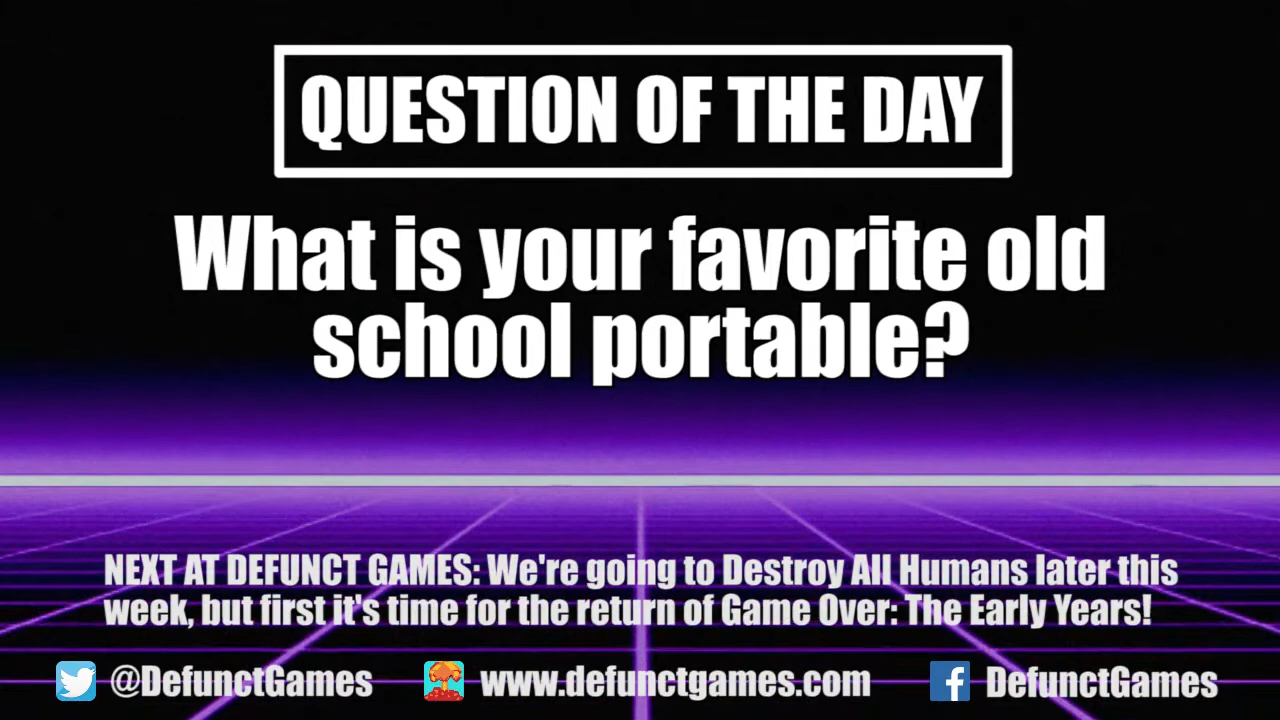 QUESTION OF THE DAY
What is your favorite old
school portable?
NEXT AT DEFUNCT GAMES: We're going to Destroy All Humans later this
week, but first it's time for the return of Game Over: The Early Years!
@DefunctGames
www.defunctgames.com
DefunctGames